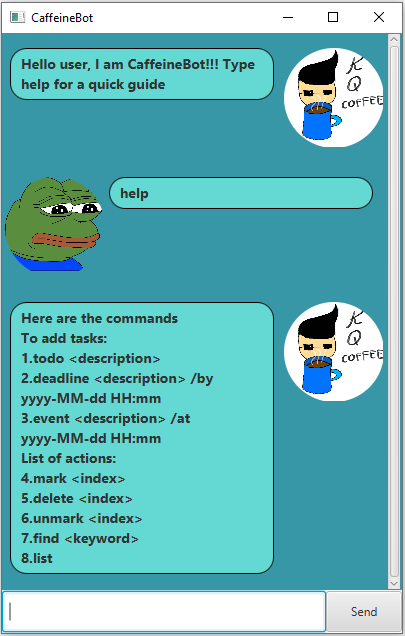 CaffeineBot
Hello user, I am CaffeineBot!!! Type
help for a quick guide
K
Q
COFFEE
help
Here are the commands
To add tasks:
1.todo <description>
2.deadline <description> /by
yyyy-MM-dd HH:mm
3.event <description> /at
yyyy-MM-dd HH:mm
List of actions:
4.mark <index>
5.delete <index>
6.unmark <index>
7.find <keyword>
8.list
K
Q
COFFEE
Send